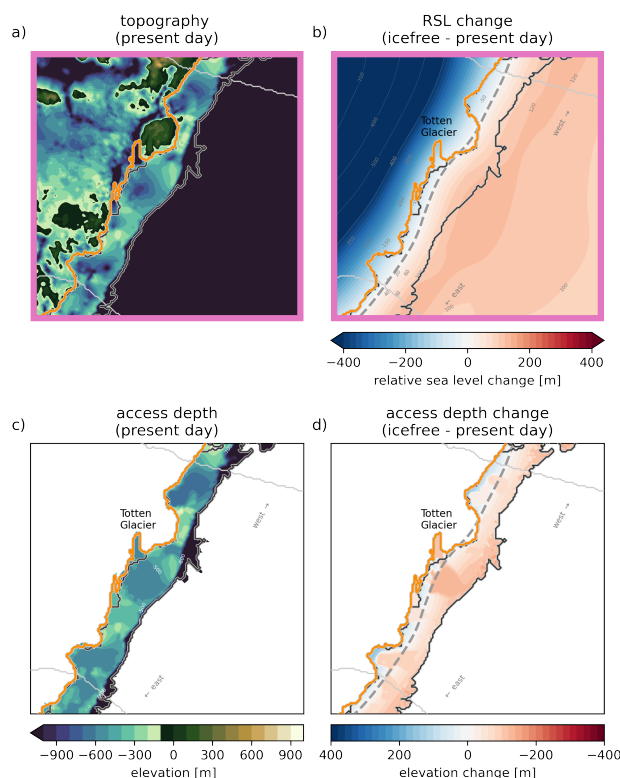 a)
topography
(present day)
b)
RSL change
(icefree - present day)
Totten
Glacier
west →
← east
−400
−200
0
200
400
relative sea level change [m]
c)
access depth
(present day)
Totten
Glacier
west →
← east
−900
−600
−300
0
300
600
900
elevation [m]
d)
access depth change
(icefree - present day)
Totten
Glacier
west →
← east
400
200
0
−200
−400
elevation change [m]